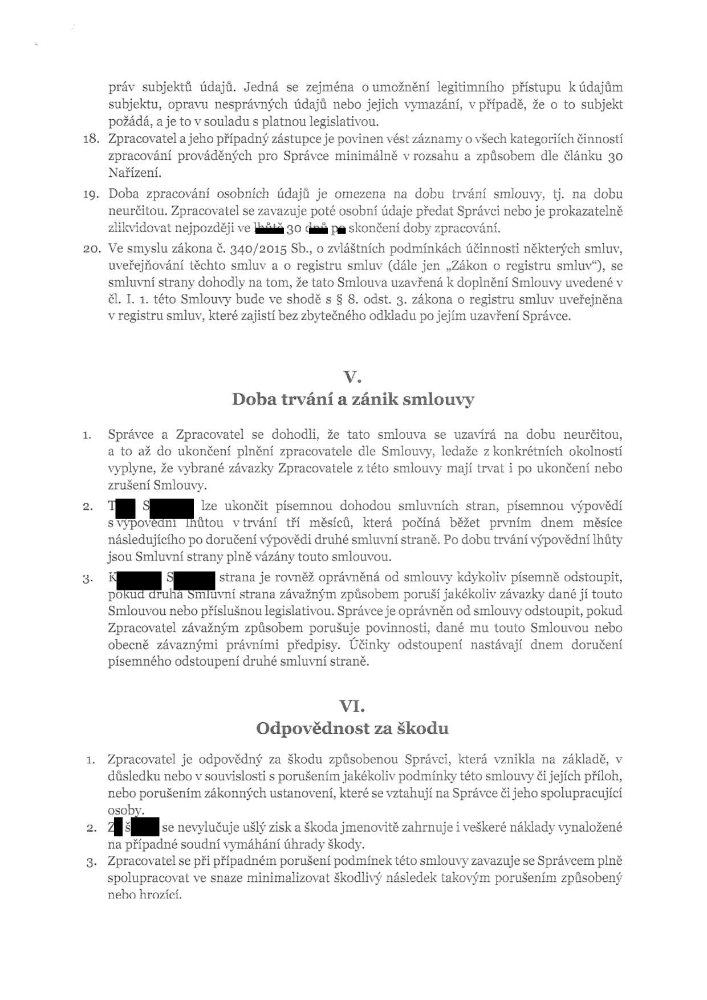 práv subjektů údajů. Jedná se zejména o umožnění legitimního přístupu k údajům
subjektu, opravu nesprávných údajů nebo jejich vymazání, v případě, že o to subjekt
požádá, a je to v souladu s platnou legislativou.
18. Zpracovatel a jeho případný zástupce je povinen vést záznamy o všech kategoriích činností
zpracování prováděných pro Správce minimálně v rozsahu a způsobem dle článku 30
Nařízení.
19. Doba zpracování osobních údajů je omezena na dobu trvání smlouvy, tj. na dobu
neurčitou. Zpracovatel se zavazuje poté osobní údaje předat Správci nebo je prokazatelně
zlikvidovat nejpozději ve 30 skončení doby zpracování.
20. Ve smyslu zákona č. 340/2015 Sb., o zvláštních podmínkách účinnosti některých smluv,
uveřejňování těchto smluv a o registru smluv (dále jen „Zákon o registru smluv“), se
smluvní strany dohodly na tom, že tato Smlouva uzavřená k doplnění Smlouvy uvedené v
čl. I. 1. této Smlouvy bude ve shodě s § 8. odst. 3. zákona o registru smluv uveřejněna
v registru smluv, které zajistí bez zbytečného odkladu po jejím uzavření Správce.
V.
Doba trvání a zánik smlouvy
1. Správce a Zpracovatel se dohodli, že tato smlouva se uzavírá na dobu neurčitou,
a to až do ukončení plnění zpracovatele dle Smlouvy, ledaže z konkrétních okolností
vyplyne, že vybrané závazky Zpracovatele z této smlouvy mají trvat i po ukončení nebo
zrušení Smlouvy.
2. T S lze ukončit písemnou dohodou smluvních stran, písemnou výpovědí
s výpovědní lhůtou v trvání tří měsíců, která počíná běžet prvním dnem měsíce
následujícího po doručení výpovědi druhé smluvní straně. Po dobu trvání výpovědní lhůty
jsou Smluvní strany plně vázány touto smlouvou.
3. K S strana je rovněž oprávněná od smlouvy kdykoliv písemně odstoupit,
pokud druhá Smluvní strana závažným způsobem poruší jakékoliv závazky dané jí touto
Smlouvou nebo příslušnou legislativou. Správce je oprávněn od smlouvy odstoupit, pokud
Zpracovatel závažným způsobem porušuje povinnosti, dané mu touto Smlouvou nebo
obecně závaznými právními předpisy. Účinky odstoupení nastávají dnem doručení
písemného odstoupení druhé smluvní straně.
VI.
Odpovědnost za škodu
1. Zpracovatel je odpovědný za škodu způsobenou Správci, která vznikla na základě, v
důsledku nebo v souvislosti s porušením jakékoliv podmínky této smlouvy či jejích příloh,
nebo porušením zákonných ustanovení, které se vztahují na Správce či jeho spolupracující
osoby.
2. Z š se nevylučuje ušlý zisk a škoda jmenovitě zahrnuje i veškeré náklady vynaložené
na případné soudní vymáhání úhrady škody.
3. Zpracovatel se při případném porušení podmínek této smlouvy zavazuje se Správcem plně
spolupracovat ve snaze minimalizovat škodlivý následek takovým porušením způsobený
nebo hrozící.